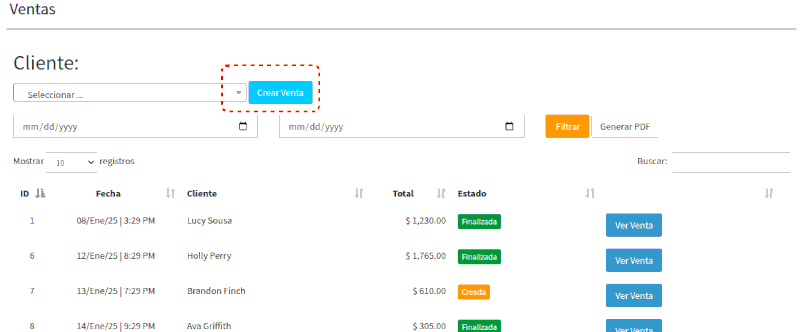 Ventas
Cliente:
Seleccionar ... Crear Venta
mm/dd/yyyy mm/dd/yyyy Filtrar Generar PDF
Mostrar 10 registros Buscar:
ID Fecha Cliente Total Estado
1 08/Ene/25 | 3:29 PM Lucy Sousa $ 1,230.00 Finalizada Ver Venta
6 12/Ene/25 | 8:29 PM Holly Perry $ 1,765.00 Finalizada Ver Venta
7 13/Ene/25 | 7:29 PM Brandon Finch $ 610.00 Creada Ver Venta
8 14/Ene/25 | 9:29 PM Ava Griffith $ 305.00 Finalizada Ver Venta